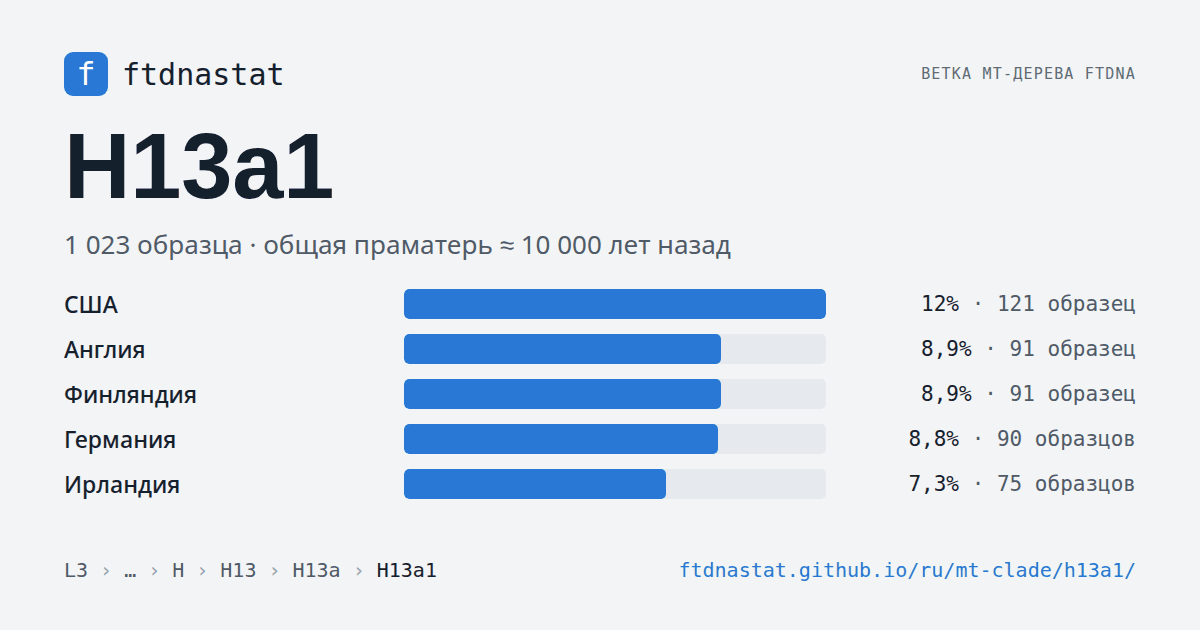 f ftdnastat
ВЕТКА МТ-ДЕРЕВА FTDNA
H13a1
1 023 образца · общая праматерь ≈ 10 000 лет назад
США 12% · 121 образец
Англия 8,9% · 91 образец
Финляндия 8,9% · 91 образец
Германия 8,8% · 90 образцов
Ирландия 7,3% · 75 образцов
L3 › … › H › H13 › H13a › H13a1
ftdnastat.github.io/ru/mt-clade/h13a1/